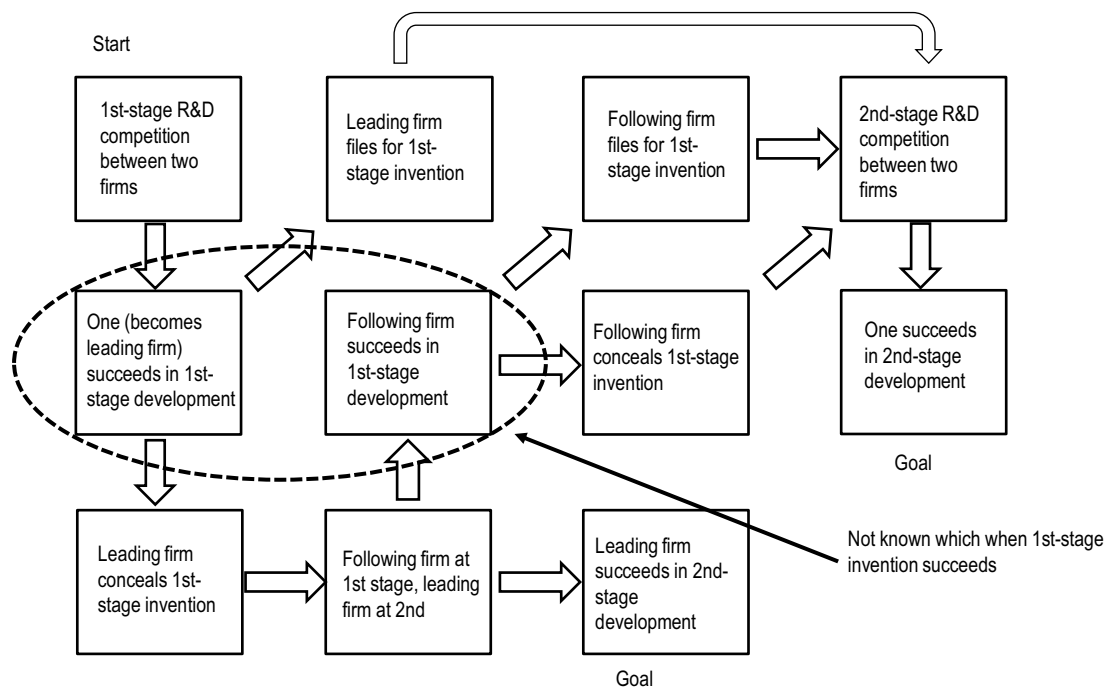 Start
1st-stage R&D
competition
between two
firms
Leading firm
files for 1st-
stage invention
Following firm
files for 1st-
stage invention
2nd-stage R&D
competition
between two
firms
One (becomes
leading firm)
succeeds in 1st-
stage development
Following firm
succeeds in
1st-stage
development
Following firm
conceals 1st-stage
invention
One succeeds
in 2nd-stage
development
Goal
Leading firm
conceals 1st-
stage invention
Following firm at
1st stage, leading
firm at 2nd
Leading firm
succeeds in 2nd-
stage
development
Not known which when 1st-stage
invention succeeds
Goal